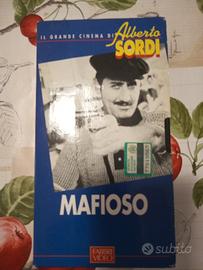 IL GRANDE CINEMA DI
Alberto
SORDI
MAFIOSO
FABBRI
VIDEO
subito